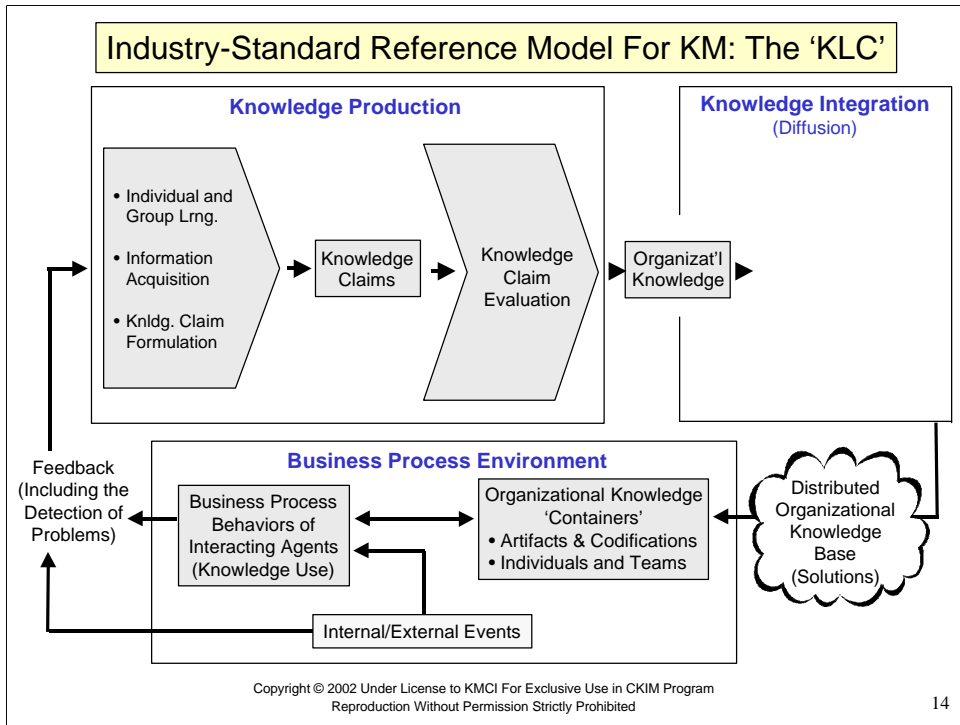 Industry-Standard Reference Model For KM: The 'KLC'
Knowledge Production
• Individual and
Group Lrng.
• Information
Acquisition
• Knldg. Claim
Formulation
Knowledge
Claims
Knowledge
Claim
Evaluation
Organizat'l
Knowledge
Knowledge Integration
(Diffusion)
Feedback
(Including the
Detection of
Problems)
Business Process Environment
Business Process
Behaviors of
Interacting Agents
(Knowledge Use)
Organizational Knowledge
'Containers'
• Artifacts & Codifications
• Individuals and Teams
Internal/External Events
Distributed
Organizational
Knowledge
Base
(Solutions)
Copyright © 2002 Under License to KMCI For Exclusive Use in CKIM Program
Reproduction Without Permission Strictly Prohibited
14